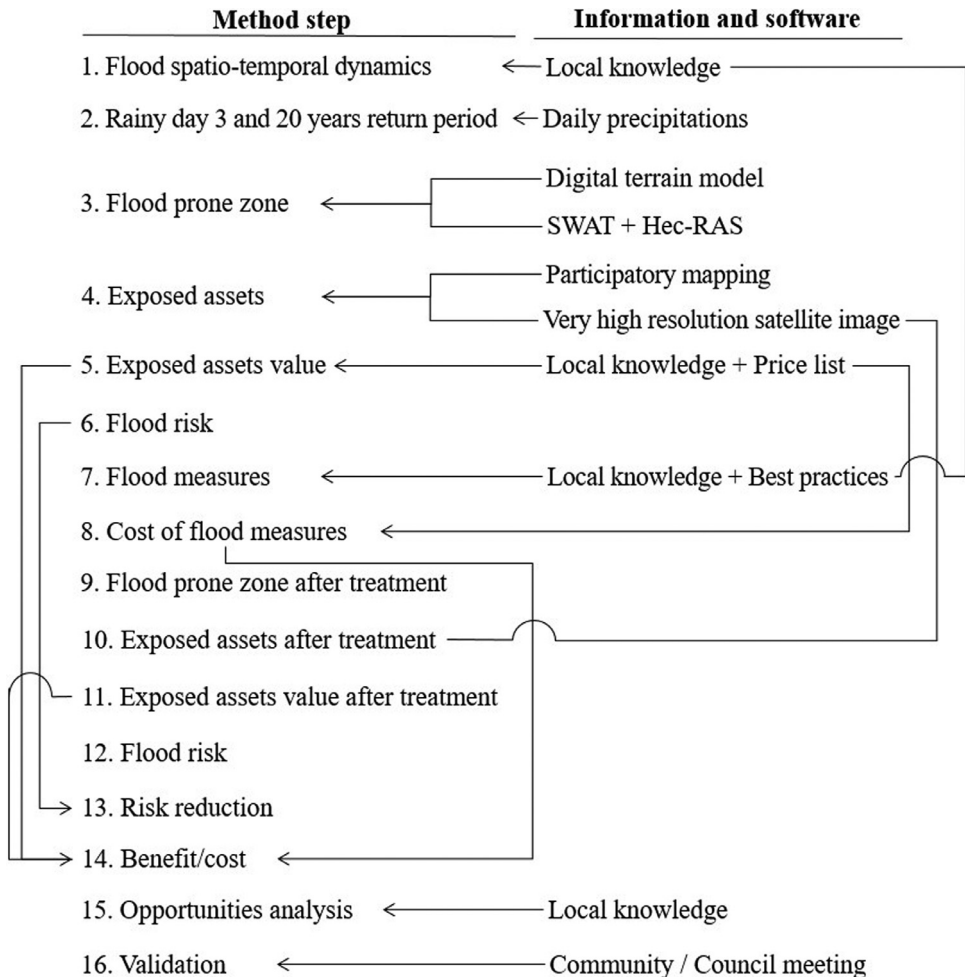 Method step Information and software
1. Flood spatio-temporal dynamics Local knowledge
2. Rainy day 3 and 20 years return period Daily precipitations
Digital terrain model
3. Flood prone zone
SWAT + Hec-RAS
Participatory mapping
4. Exposed assets
Very high resolution satellite image
5. Exposed assets value Local knowledge + Price list
6. Flood risk
7. Flood measures Local knowledge + Best practices
8. Cost of flood measures
9. Flood prone zone after treatment
10. Exposed assets after treatment
11. Exposed assets value after treatment
12. Flood risk
13. Risk reduction
14. Benefit/cost
15. Opportunities analysis Local knowledge
16. Validation Community / Council meeting